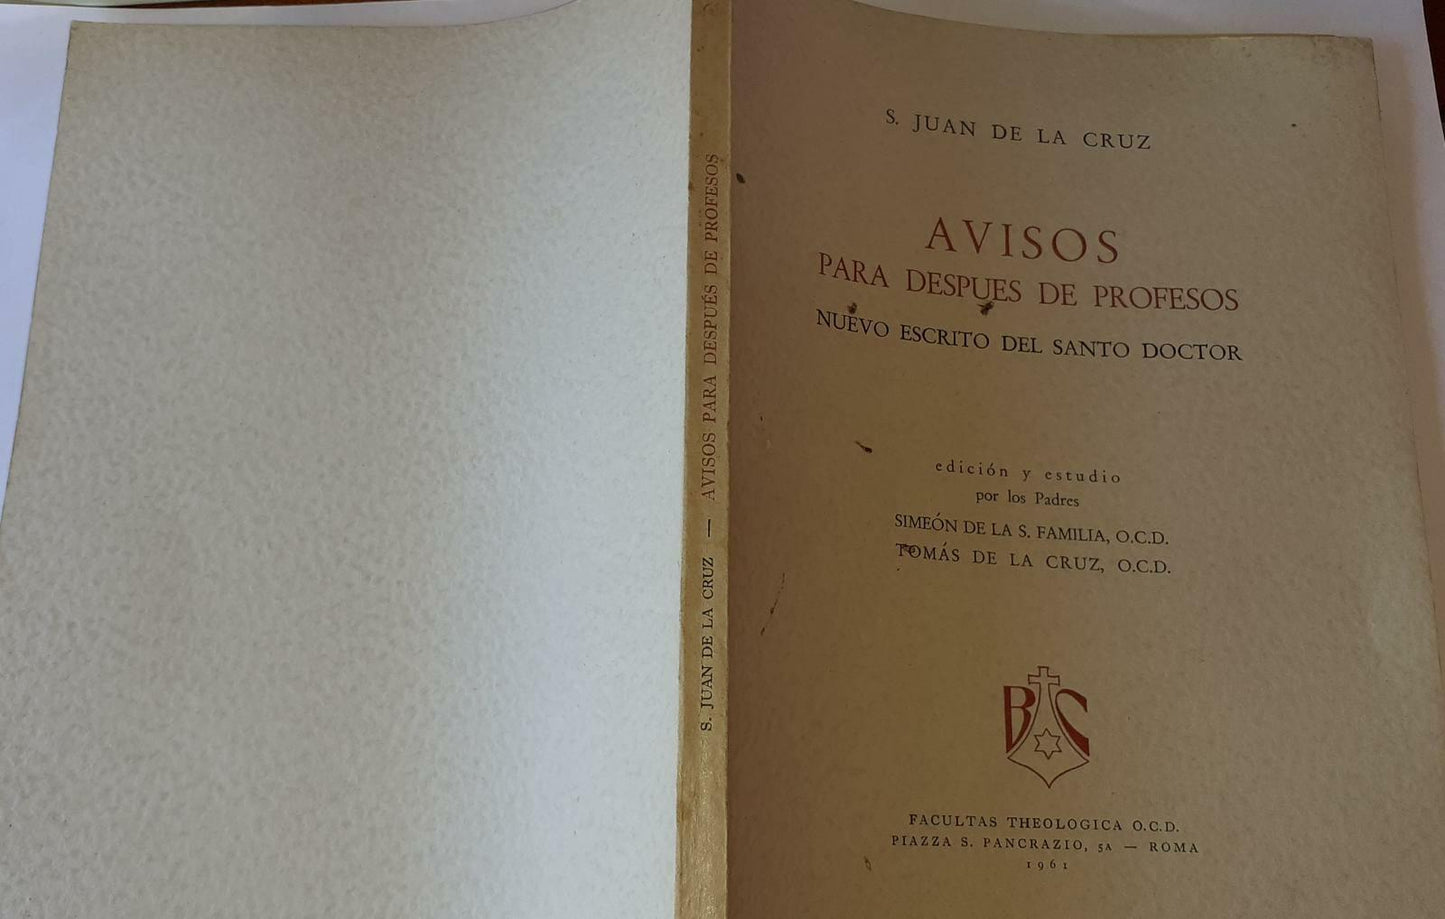 S. JUAN DE LA CRUZ — AVISOS PARA DESPUÉS DE PROFESOS
S. JUAN DE LA CRUZ
AVISOS
PARA DESPUES DE PROFESOS
NUEVO ESCRITO DEL SANTO DOCTOR
edición y estudio
por los Padres
SIMEÓN DE LA S. FAMILIA, O.C.D.
TOMÁS DE LA CRUZ, O.C.D.
B C
FACULTAS THEOLOGICA O.C.D.
PIAZZA S. PANCRAZIO, 5A — ROMA
1961